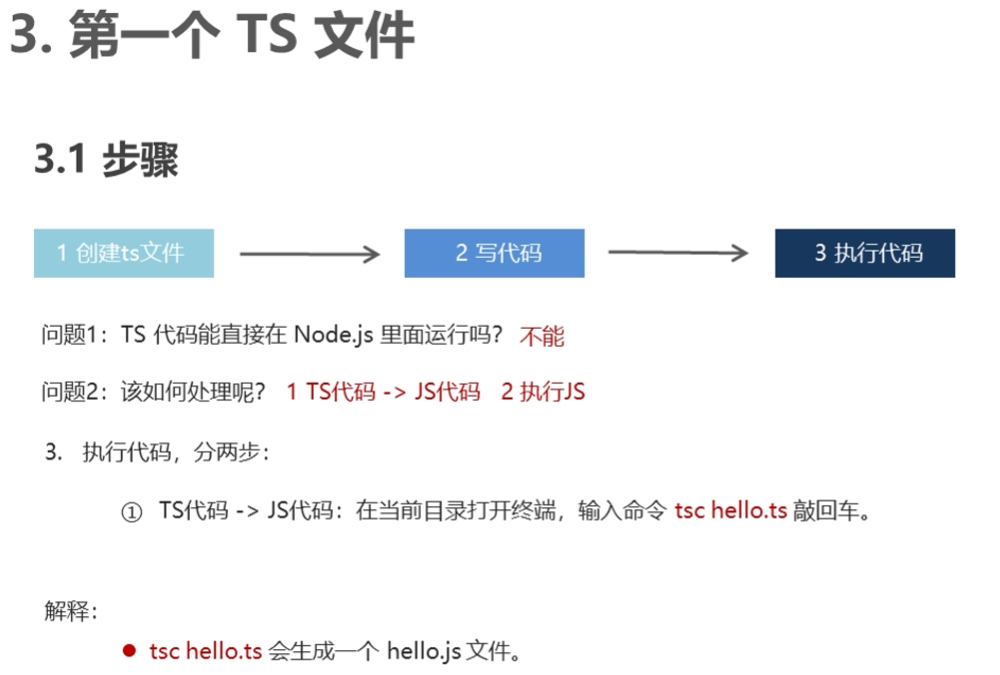 3. 第一个 TS 文件
3.1 步骤
1 创建ts文件
2 写代码
3 执行代码
问题1：TS 代码能直接在 Node.js 里面运行吗？ 不能
问题2：该如何处理呢？ 1 TS代码 -> JS代码 2 执行JS
3. 执行代码，分两步：
① TS代码 -> JS代码：在当前目录打开终端，输入命令 tsc hello.ts 敲回车。
解释：
● tsc hello.ts 会生成一个 hello.js 文件。